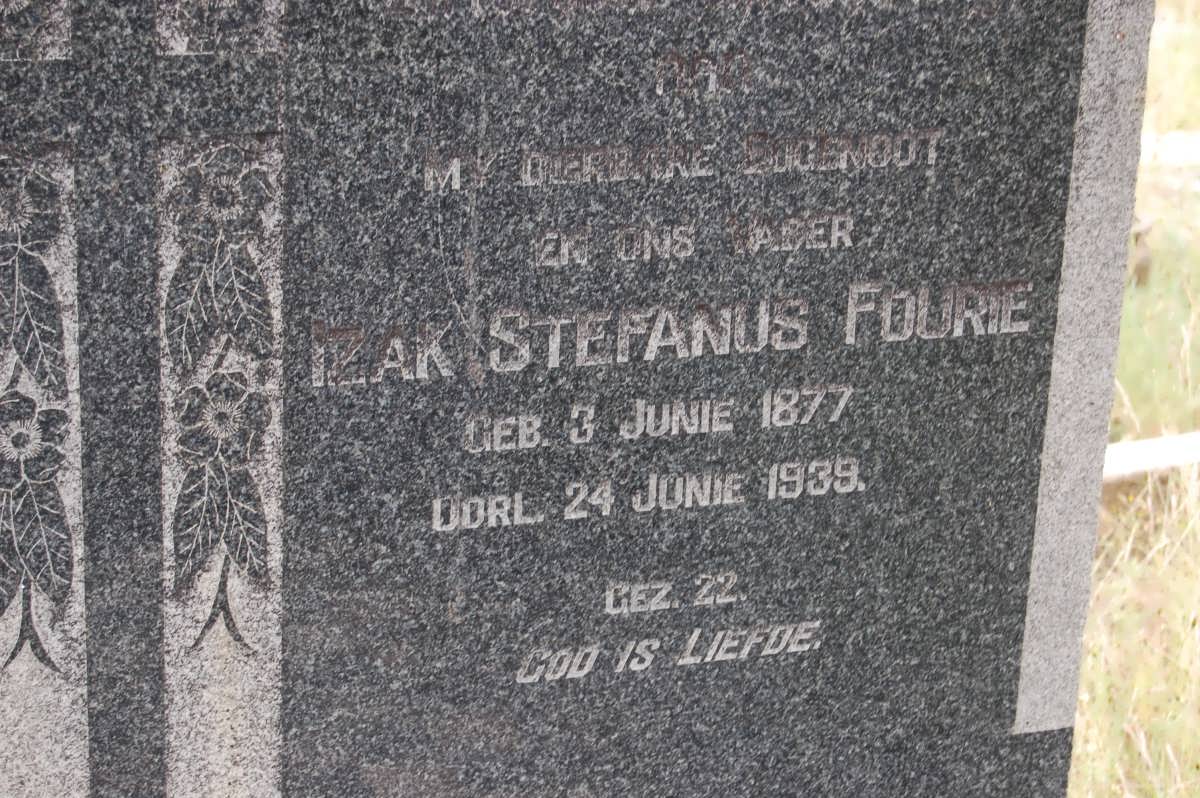 MY DIERBARE EGGENOOT
EN ONS VADER
IZAK STEFANUS FOURIE
GEB. 3 JUNIE 1877
OORL. 24 JUNIE 1939.
GEZ. 22.
GOD IS LIEFDE.